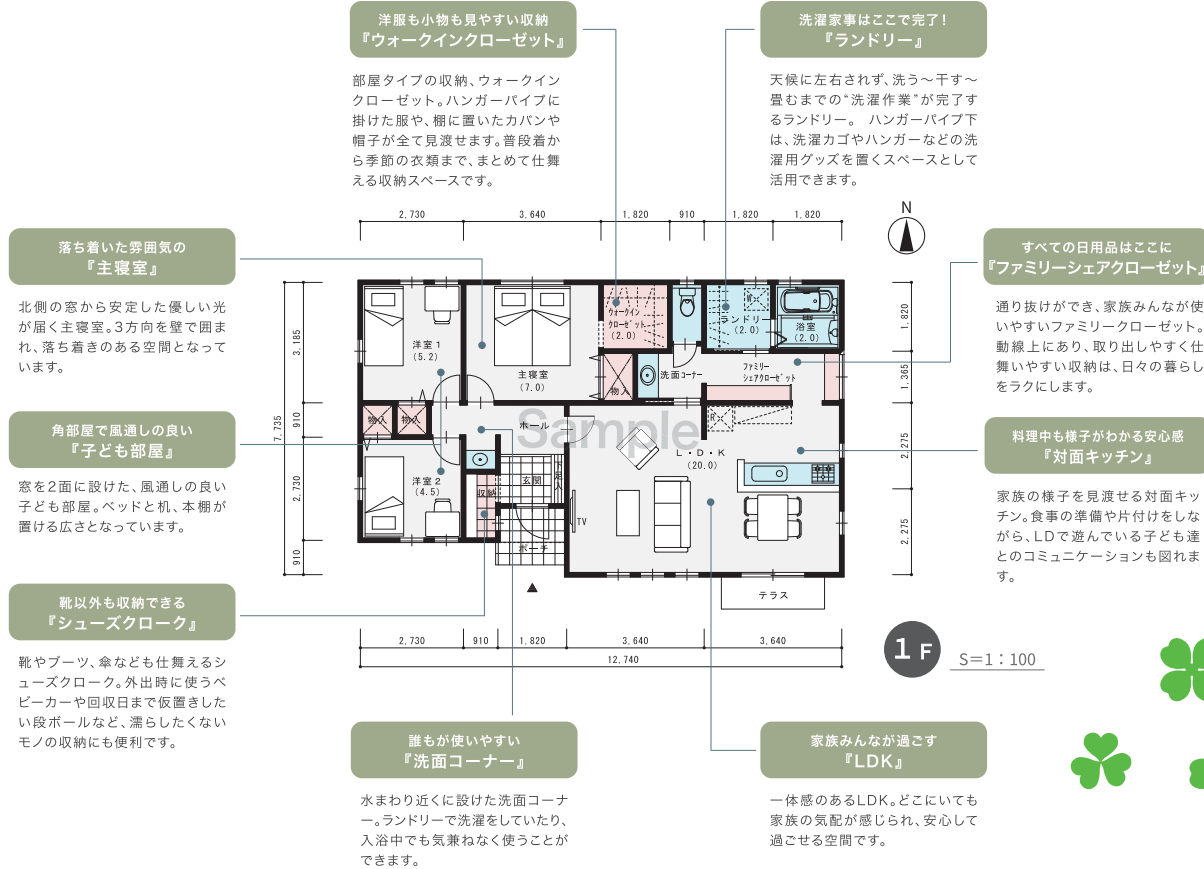 洋服も小物も見やすい収納
『ウォークインクローゼット』
部屋タイプの収納、ウォークイン
クローゼット。ハンガーパイプに
掛けた服や、棚に置いたカバンや
帽子が全て見渡せます。普段着か
ら季節の衣類まで、まとめて仕舞
える収納スペースです。
洗濯家事はここで完了!
『ランドリー』
天候に左右されず、洗う〜干す〜
畳むまでの“洗濯作業”が完了す
るランドリー。 ハンガーパイプ下
は、洗濯カゴやハンガーなどの洗
濯用グッズを置くスペースとして
活用できます。
落ち着いた雰囲気の
『主寝室』
北側の窓から安定した優しい光
が届く主寝室。3方向を壁で囲ま
れ、落ち着きのある空間となって
います。
角部屋で風通しの良い
『子ども部屋』
窓を2面に設けた、風通しの良い
子ども部屋。ベッドと机、本棚が
置ける広さとなっています。
靴以外も収納できる
『シューズクローク』
靴やブーツ、傘なども仕舞えるシ
ューズクローク。外出時に使うベ
ビーカーや回収日まで仮置きした
い段ボールなど、濡らしたくない
モノの収納にも便利です。
2,730
3,640
1,820
910
1,820
1,820
N
7,735
3,185
910
2,730
910
洋室1
(5.2)
主寝室
(7.0)
ウォークイン
クローゼット
(2.0)
W
ランドリー
(2.0)
浴室
(2.0)
物入
洗面コーナー
ファミリー
シェアクローゼット
物入
物入
ホール
R
Sample
L・D・K
(20.0)
洋室2
(4.5)
収納
玄関
下足入
TV
ポーチ
テラス
1,820
1,365
2,275
2,275
2,730
910
1,820
3,640
3,640
12,740
1F
S=1:100
すべての日用品はここに
『ファミリーシェアクローゼット』
通り抜けができ、家族みんなが使
いやすいファミリークローゼット。
動線上にあり、取り出しやすく仕
舞いやすい収納は、日々の暮らし
をラクにします。
料理中も様子がわかる安心感
『対面キッチン』
家族の様子を見渡せる対面キッ
チン。食事の準備や片付けをしな
がら、LDで遊んでいる子ども達
とのコミュニケーションも図れま
す。
誰もが使いやすい
『洗面コーナー』
水まわり近くに設けた洗面コーナ
ー。ランドリーで洗濯をしていたり、
入浴中でも気兼ねなく使うことが
できます。
家族みんなが過ごす
『LDK』
一体感のあるLDK。どこにいても
家族の気配が感じられ、安心して
過ごせる空間です。